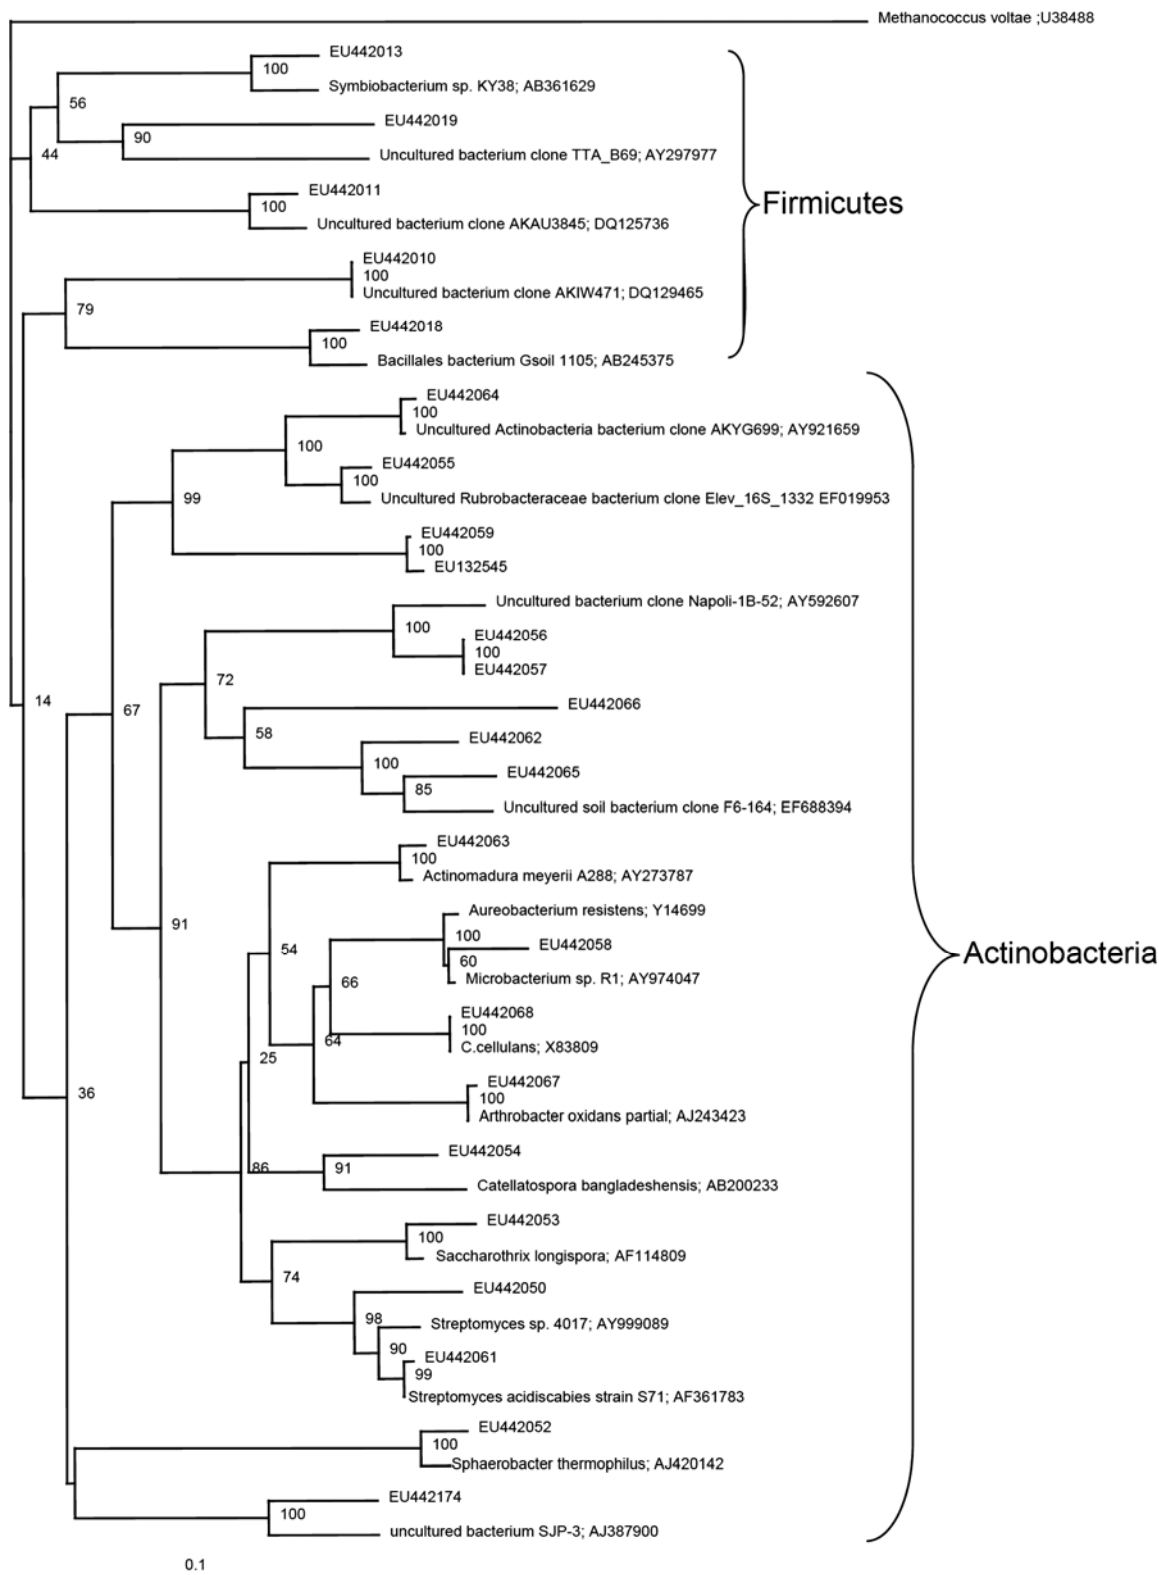 Methanococcus voltae ;U38488
EU442013
100
Symbiobacterium sp. KY38; AB361629
56
EU442019
90
44
Uncultured bacterium clone TTA_B69; AY297977
EU442011
Firmicutes
100
Uncultured bacterium clone AKAU3845; DQ125736
EU442010
100
Uncultured bacterium clone AKIW471; DQ129465
79
EU442018
100
Bacillales bacterium Gsoil 1105; AB245375
EU442064
100
Uncultured Actinobacteria bacterium clone AKYG699; AY921659
100
EU442055
100
99
Uncultured Rubrobacteraceae bacterium clone Elev_16S_1332 EF019953
EU442059
100
EU132545
Uncultured bacterium clone Napoli-1B-52; AY592607
100
EU442056
100
EU442057
72
14
67
EU442066
58
EU442062
100
EU442065
85
Uncultured soil bacterium clone F6-164; EF688394
EU442063
100
Actinomadura meyerii A288; AY273787
Aureobacterium resistens; Y14699
91
100
EU442058
54
Actinobacteria
60
Microbacterium sp. R1; AY974047
66
EU442068
100
64
C.cellulans; X83809
25
EU442067
36
100
Arthrobacter oxidans partial; AJ243423
EU442054
86
91
Catellatospora bangladeshensis; AB200233
EU442053
100
Saccharothrix longispora; AF114809
74
EU442050
98
Streptomyces sp. 4017; AY999089
90
EU442061
99
Streptomyces acidiscabies strain S71; AF361783
EU442052
100
Sphaerobacter thermophilus; AJ420142
EU442174
100
uncultured bacterium SJP-3; AJ387900
0.1